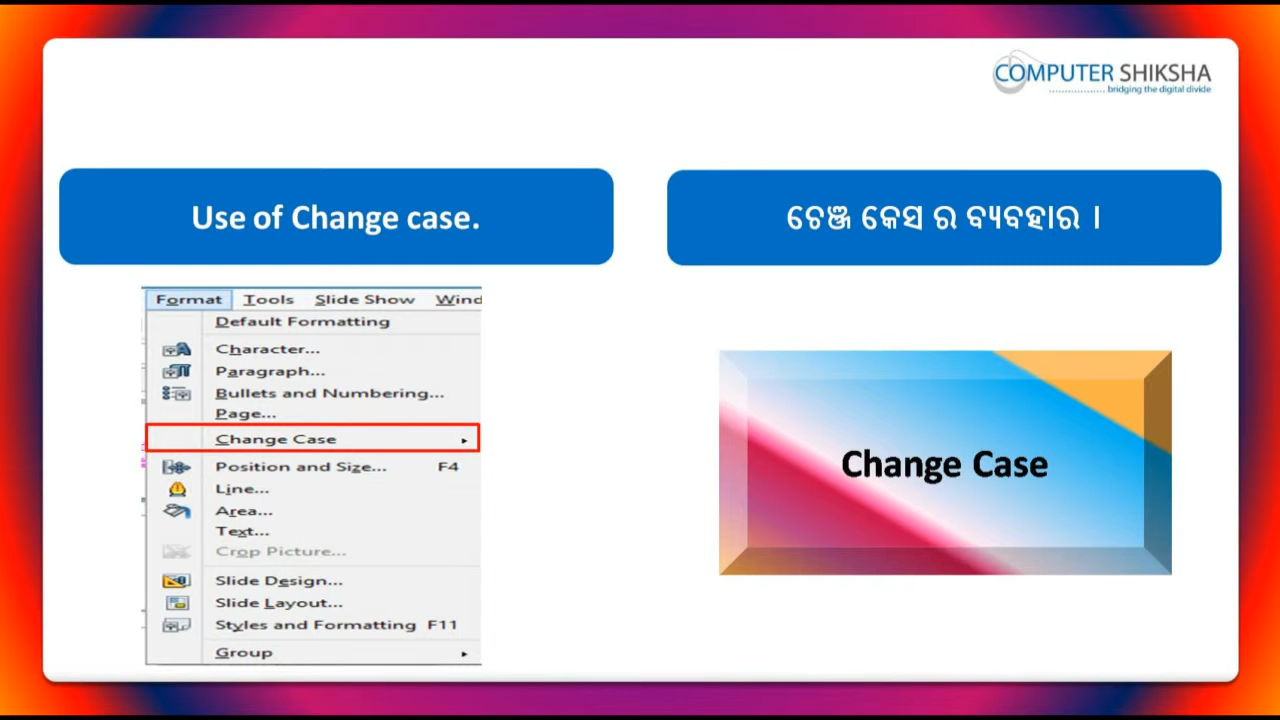 COMPUTER SHIKSHA
bridging the digital divide
Use of Change case.
ଚେଞ୍ଜ କେସ ର ବ୍ୟବହାର ।
Format Tools Slide Show Wind
Default Formatting
Character...
Paragraph...
Bullets and Numbering...
Page...
Change Case
Position and Size... F4
Line...
Area...
Text...
Crop Picture...
Slide Design...
Slide Layout...
Styles and Formatting F11
Group
Change Case